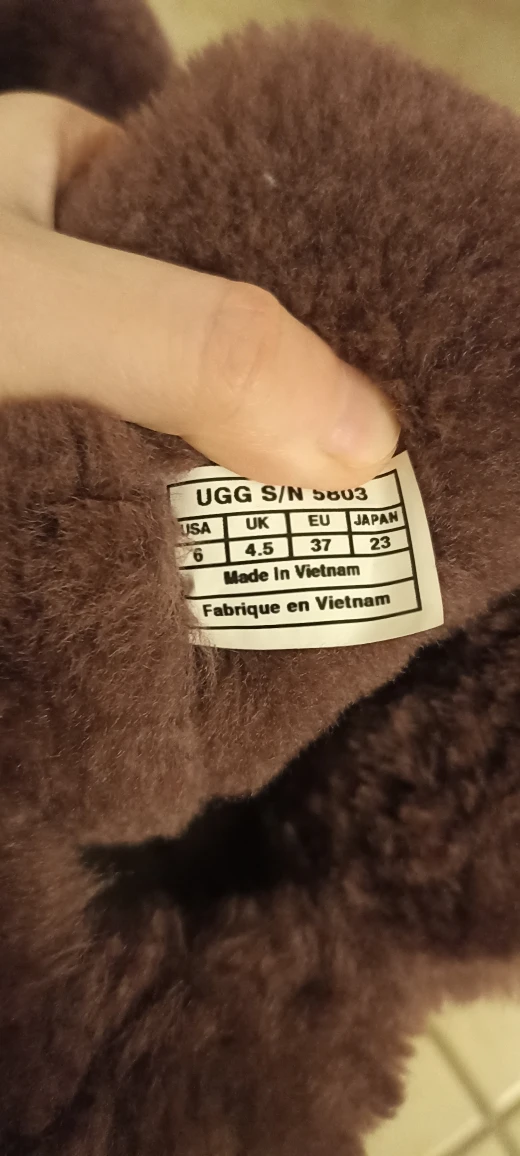 UGG S/N 5803
USA UK EU JAPAN
6 4.5 37 23
Made In Vietnam
Fabrique en Vietnam